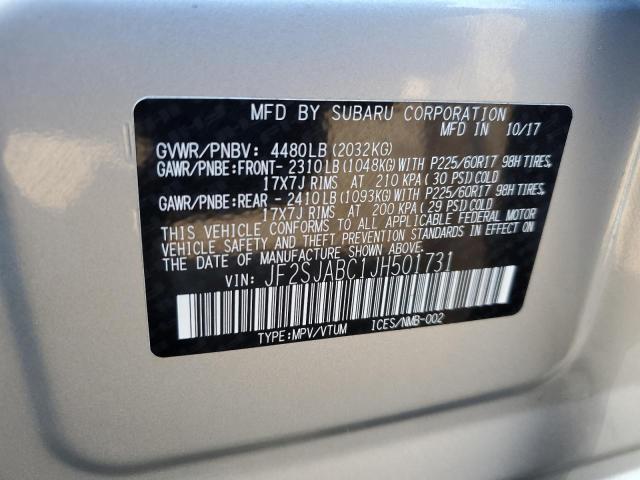 MFD BY SUBARU CORPORATION
MFD IN 10/17
GVWR/PNBV: 4480LB(2032KG)
GAWR/PNBE:FRONT-2310LB(1048KG)WITH P225/60R17 98H TIRES,
17X7J RIMS AT 210 KPA(30 PSI)COLD
GAWR/PNBE:REAR -2410LB(1093KG)WITH P225/60R17 98H TIRES,
17X7J RIMS AT 200 KPA(29 PSI)COLD
THIS VEHICLE CONFORMS TO ALL APPLICABLE FEDERAL MOTOR
VEHICLE SAFETY AND THEFT PREVENTION STANDARDS IN EFFECT ON
THE DATE OF MANUFACTURE SHOWN ABOVE.
VIN: JF2SJABC1JH501731
TYPE:MPV/VTUM ICES/NMB-002